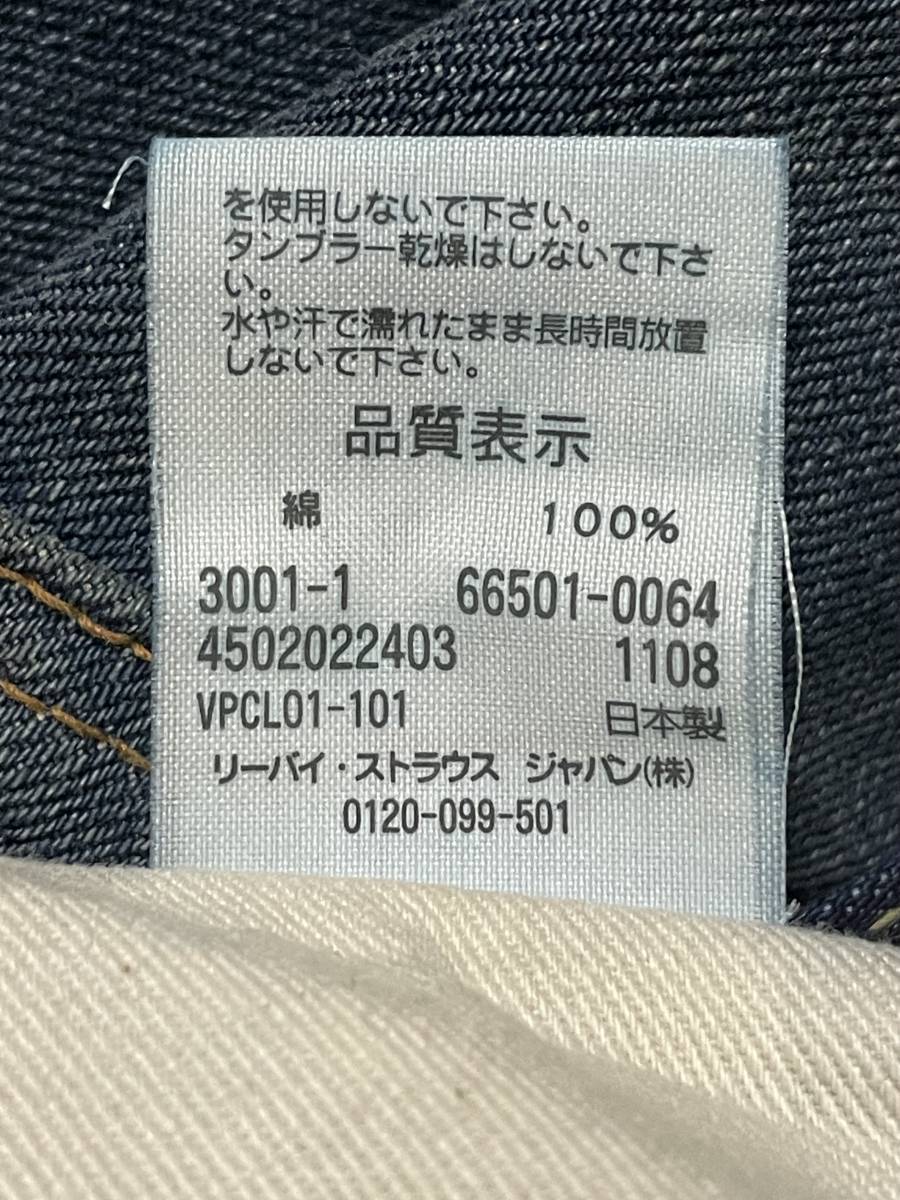 を使用しないで下さい。
タンブラー乾燥はしないで下さ
い。
水や汗で濡れたまま長時間放置
しないで下さい。
品質表示
綿 100%
3001-1 66501-0064
4502022403 1108
VPCL01-101 日本製
リーバイ・ストラウス ジャパン(株)
0120-099-501